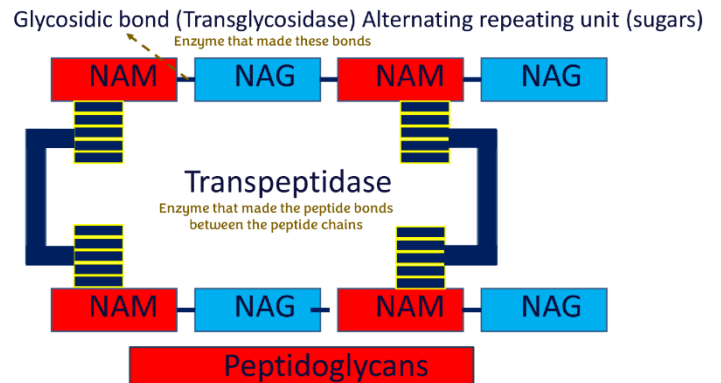 Glycosidic bond (Transglycosidase) Alternating repeating unit (sugars)
Enzyme that made these bonds
NAM NAG NAM NAG
Transpeptidase
Enzyme that made the peptide bonds
between the peptide chains
NAM NAG NAM NAG
Peptidoglycans